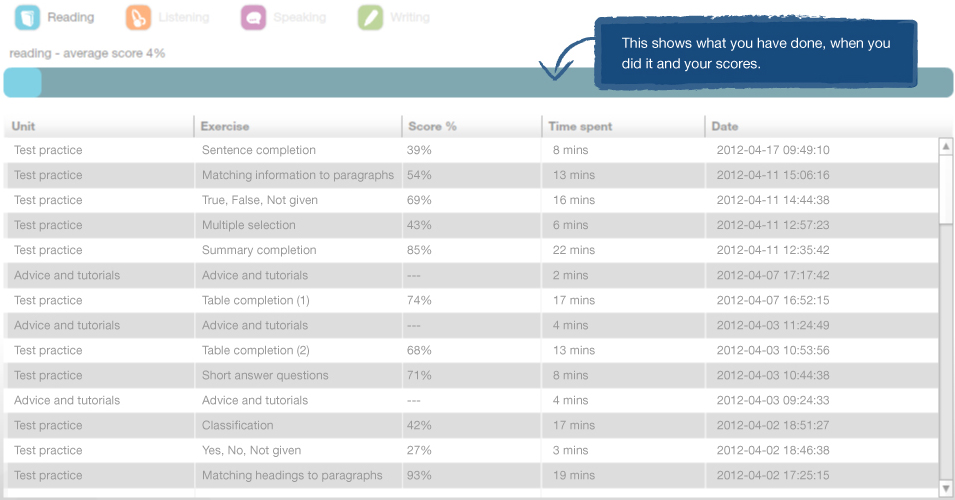 Reading Listening Speaking Writing
reading - average score 4%
This shows what you have done, when you
did it and your scores.
Unit Exercise Score % Time spent Date
Test practice Sentence completion 39% 8 mins 2012-04-17 09:49:10
Test practice Matching information to paragraphs 54% 13 mins 2012-04-11 15:06:16
Test practice True, False, Not given 69% 16 mins 2012-04-11 14:44:38
Test practice Multiple selection 43% 6 mins 2012-04-11 12:57:23
Test practice Summary completion 85% 22 mins 2012-04-11 12:35:42
Advice and tutorials Advice and tutorials --- 2 mins 2012-04-07 17:17:42
Test practice Table completion (1) 74% 17 mins 2012-04-07 16:52:15
Advice and tutorials Advice and tutorials --- 4 mins 2012-04-03 11:24:49
Test practice Table completion (2) 68% 13 mins 2012-04-03 10:53:56
Test practice Short answer questions 71% 8 mins 2012-04-03 10:44:38
Advice and tutorials Advice and tutorials --- 4 mins 2012-04-03 09:24:33
Test practice Classification 42% 17 mins 2012-04-02 18:51:27
Test practice Yes, No, Not given 27% 3 mins 2012-04-02 18:46:38
Test practice Matching headings to paragraphs 93% 19 mins 2012-04-02 17:25:15